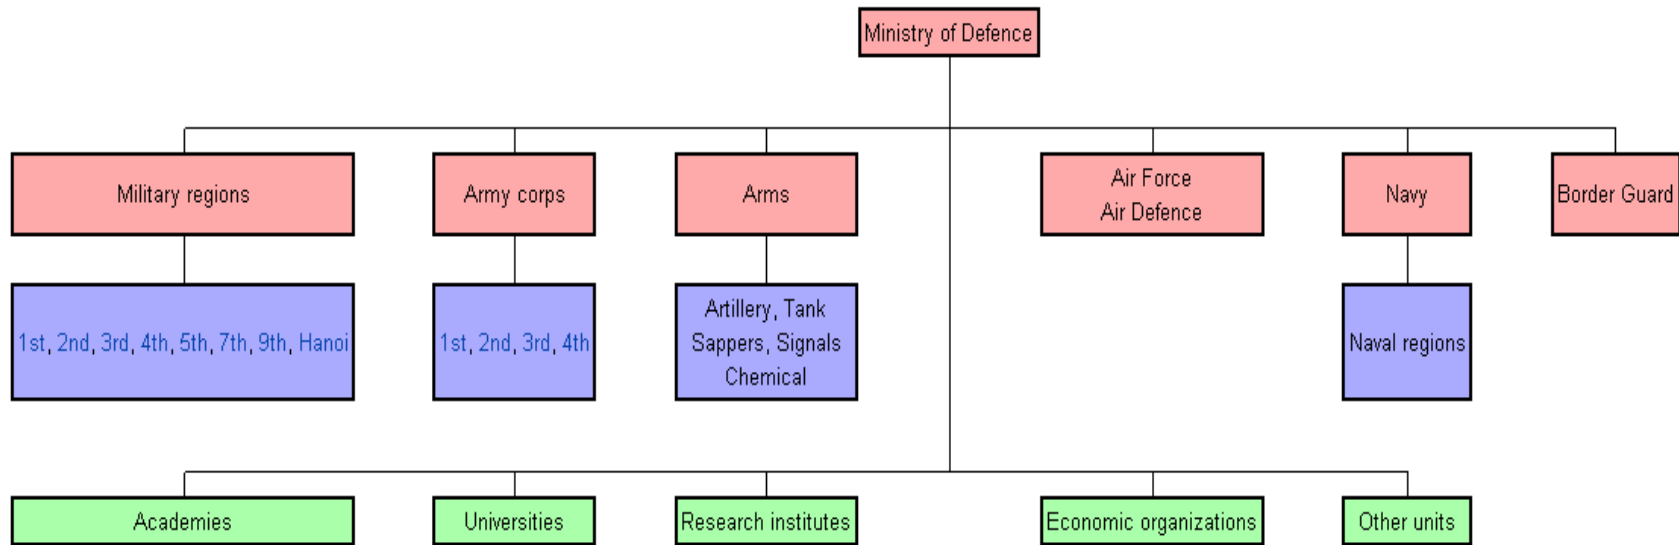 Ministry of Defence
Military regions
Army corps
Arms
Air Force
Air Defence
Navy
Border Guard
1st, 2nd, 3rd, 4th, 5th, 7th, 9th, Hanoi
1st, 2nd, 3rd, 4th
Artillery, Tank
Sappers, Signals
Chemical
Naval regions
Academies
Universities
Research institutes
Economic organizations
Other units